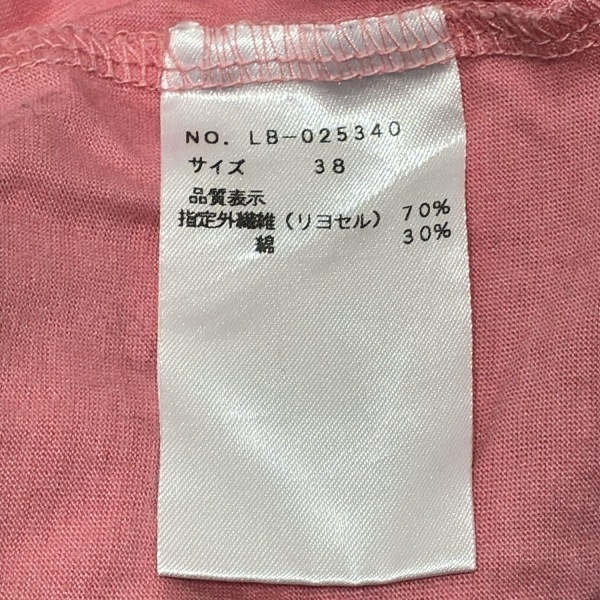 NO. LB-025340
サイズ 38
品質表示
指定外繊維(リヨセル) 70%
綿 30%